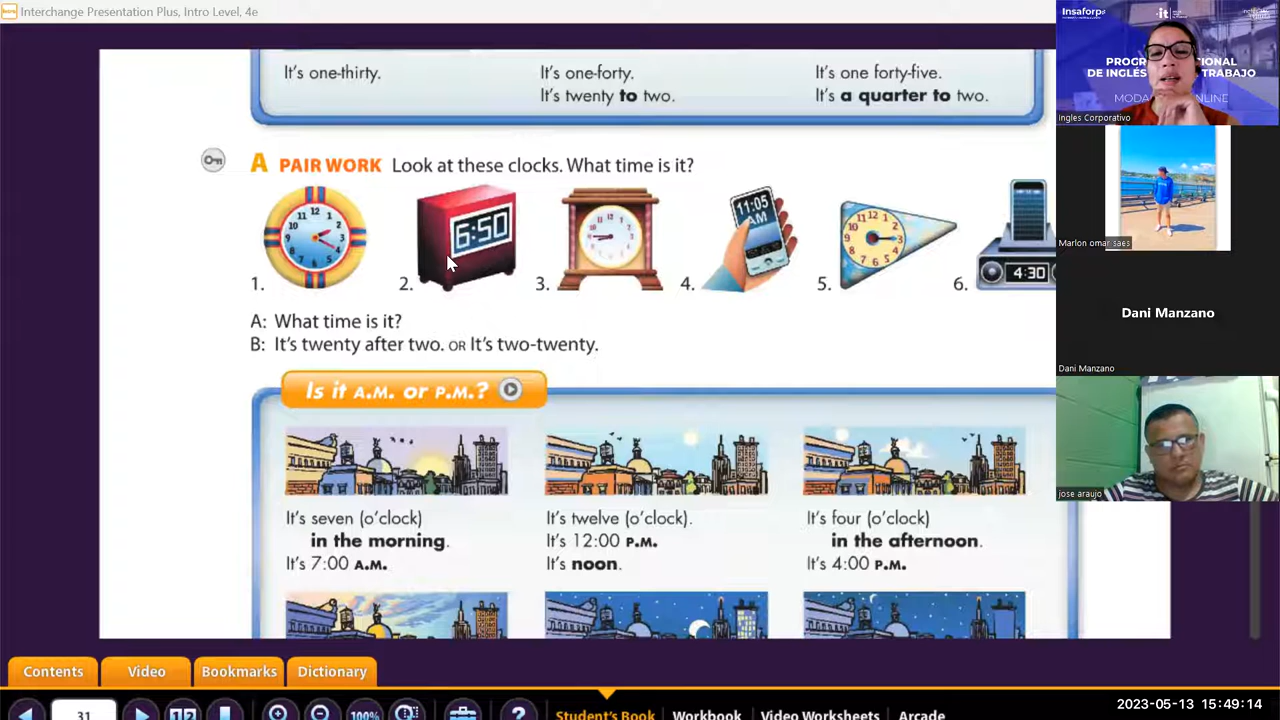 Interchange Presentation Plus, Intro Level, 4e
It's one-thirty.
It's one-forty.
It's twenty to two.
It's one forty-five.
It's a quarter to two.
A PAIR WORK Look at these clocks. What time is it?
1.
2.
6:50
3.
4.
11:05
AM
5.
6.
4:30
A: What time is it?
B: It's twenty after two. OR It's two-twenty.
Is it A.M. or P.M.?
It's seven (o'clock)
in the morning.
It's 7:00 A.M.
It's twelve (o'clock).
It's 12:00 P.M.
It's noon.
It's four (o'clock)
in the afternoon.
It's 4:00 P.M.
Contents
Video
Bookmarks
Dictionary
31
12
100%
?
Student's Book
Workbook
Video Worksheets
Arcade
Insaforp
it
DE INGLÉS
TRABAJO
Ingles Corporativo
Marlon omar saes
Dani Manzano
Dani Manzano
jose araujo
2023-05-13 15:49:14